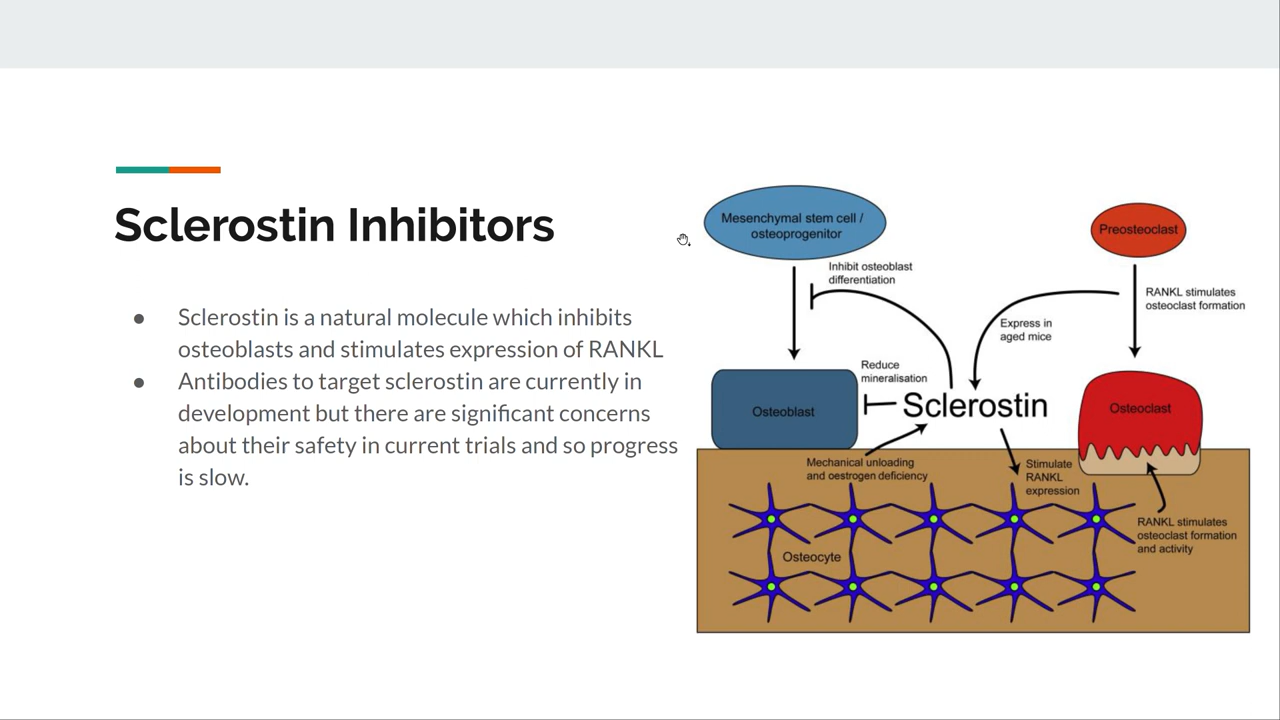 Sclerostin Inhibitors
● Sclerostin is a natural molecule which inhibits
osteoblasts and stimulates expression of RANKL
● Antibodies to target sclerostin are currently in
development but there are significant concerns
about their safety in current trials and so progress
is slow.
Mesenchymal stem cell /
osteoprogenitor
Preosteoclast
Inhibit osteoblast
differentiation
RANKL stimulates
osteoclast formation
Express in
aged mice
Reduce
mineralisation
Osteoblast
Sclerostin
Osteoclast
Mechanical unloading
and oestrogen deficiency
Stimulate
RANKL
expression
RANKL stimulates
osteoclast formation
and activity
Osteocyte